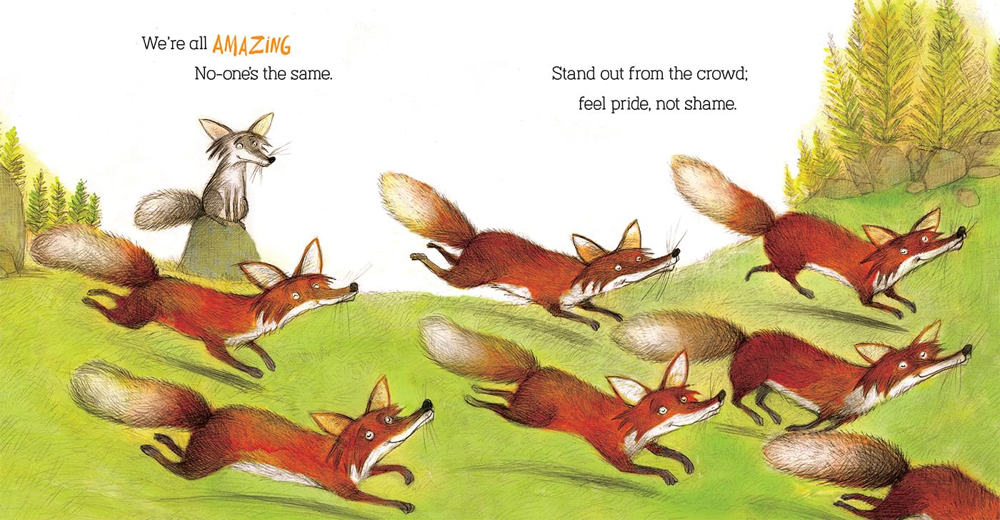 We're all AMAZiNG
No-one's the same.
Stand out from the crowd;
feel pride, not shame.